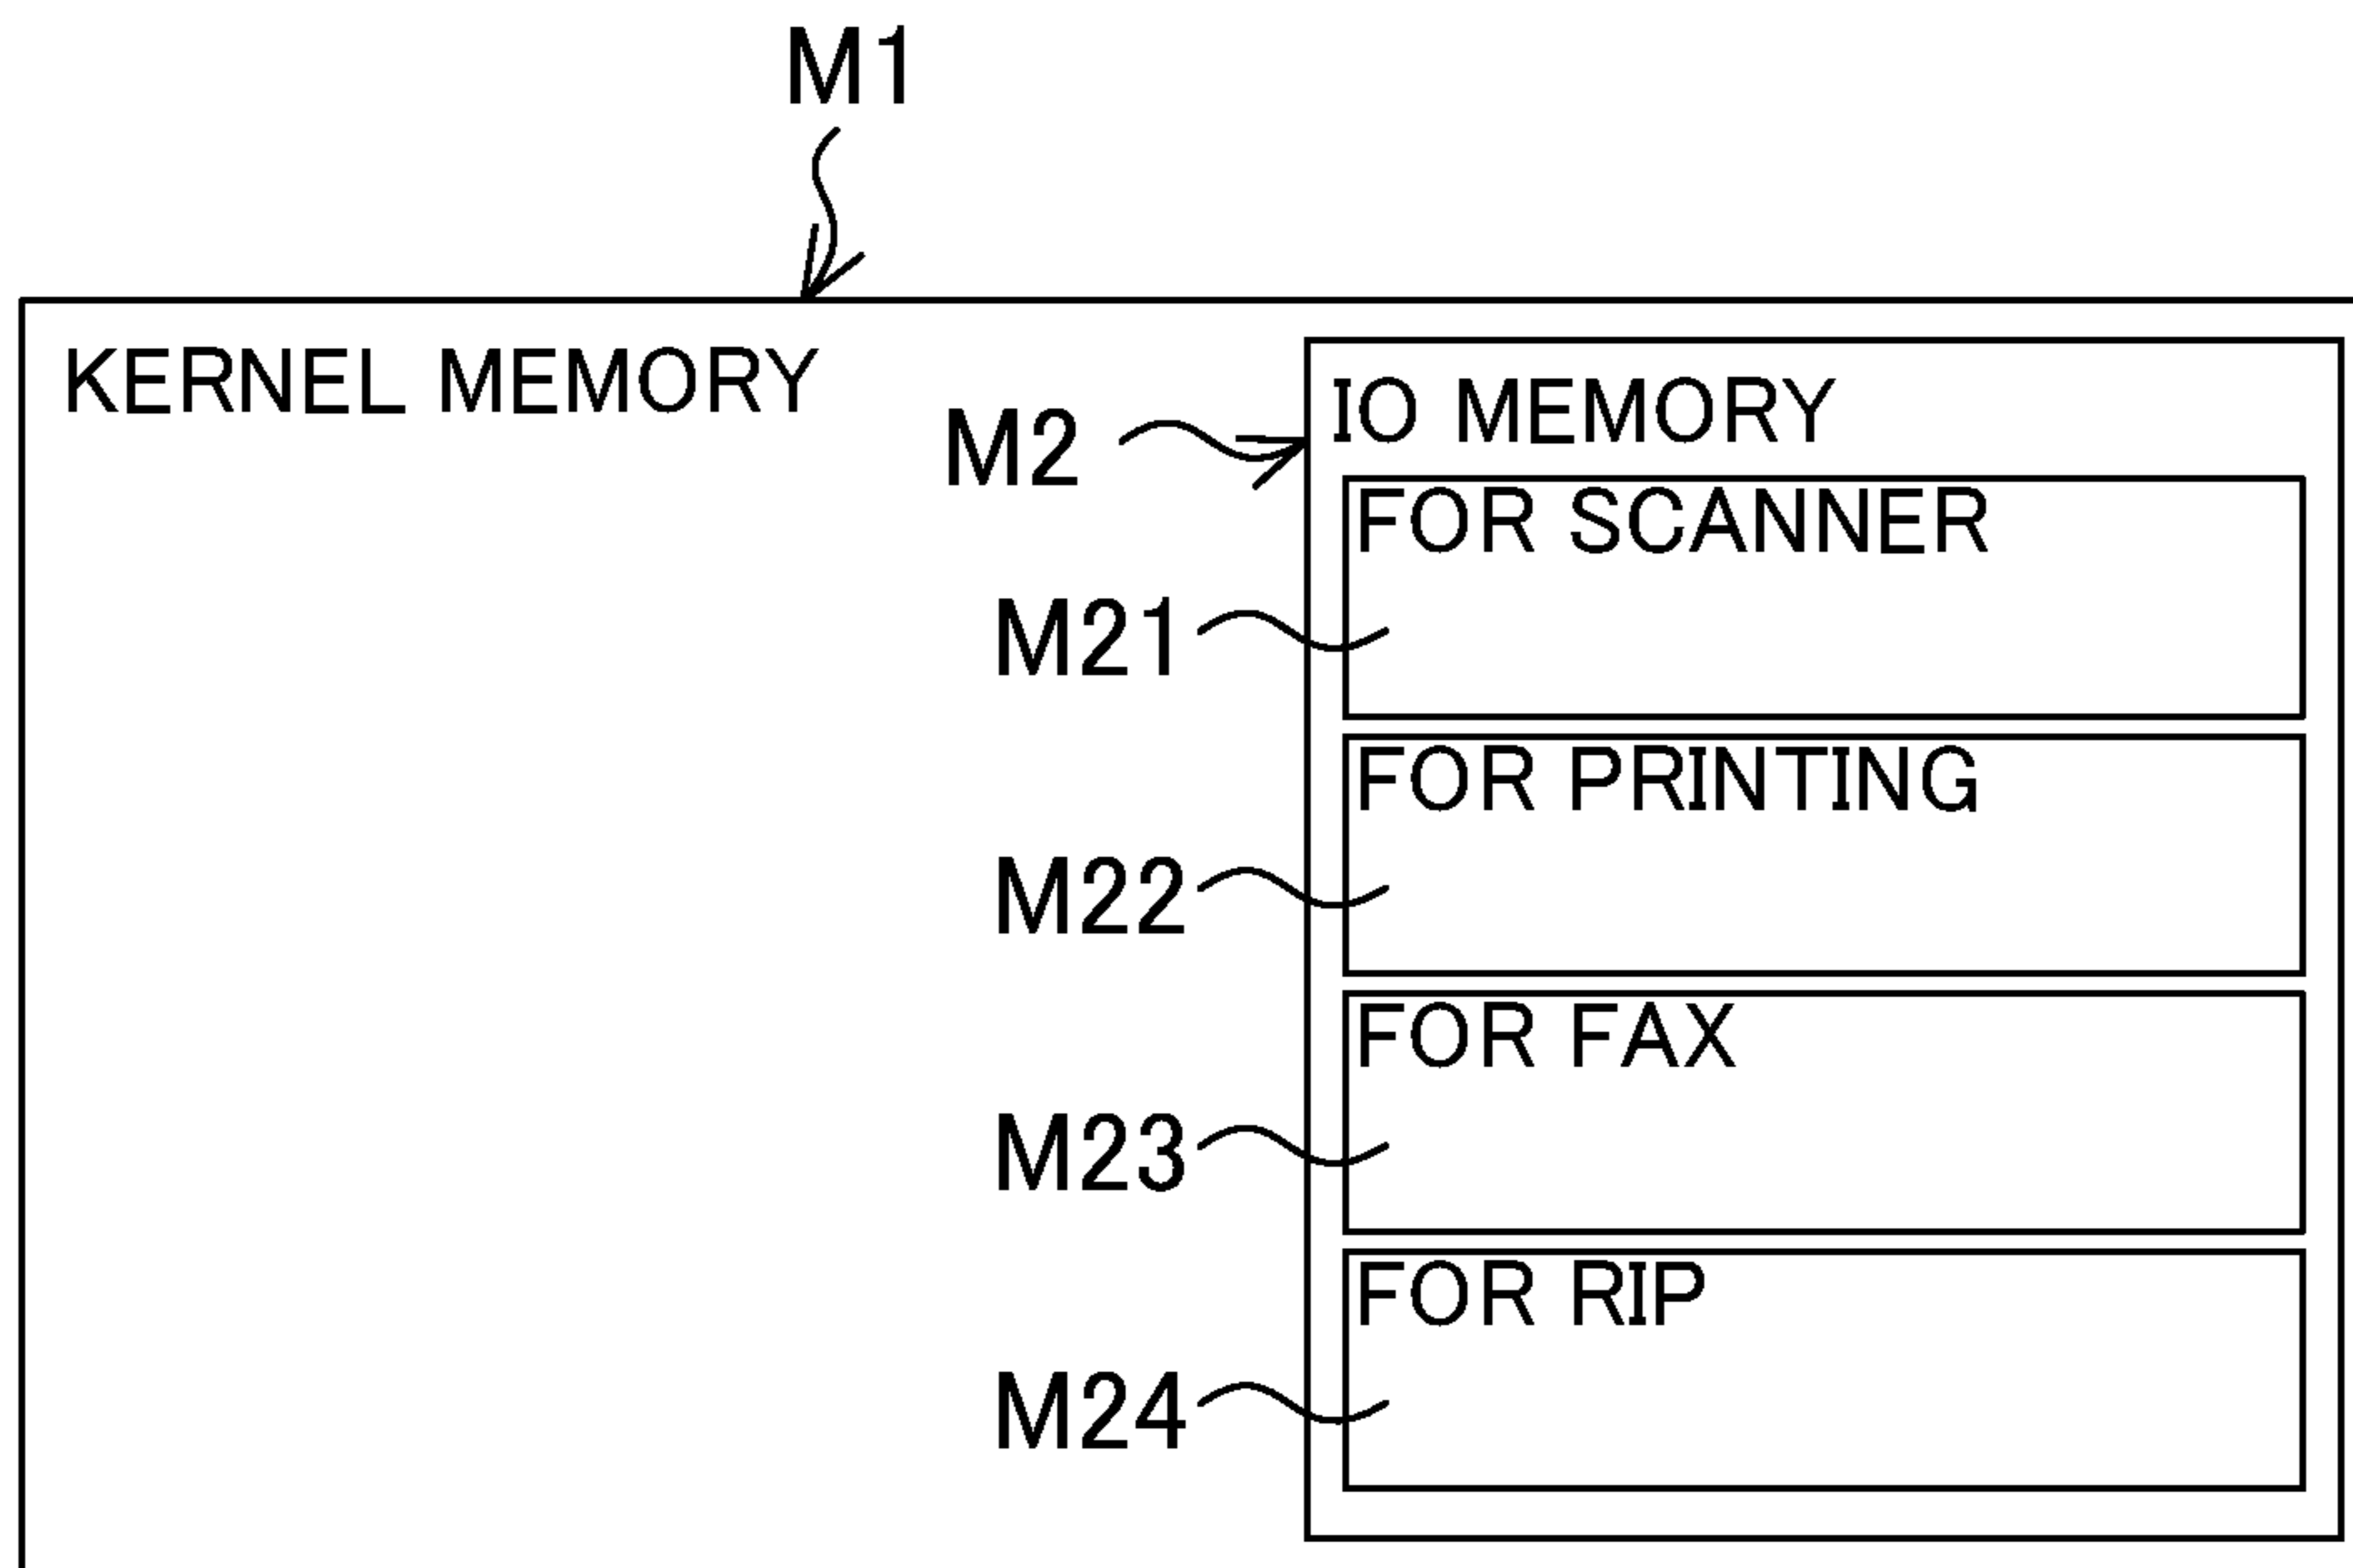 M1
KERNEL MEMORY
M2
IO MEMORY
FOR SCANNER
M21
FOR PRINTING
M22
FOR FAX
M23
FOR RIP
M24